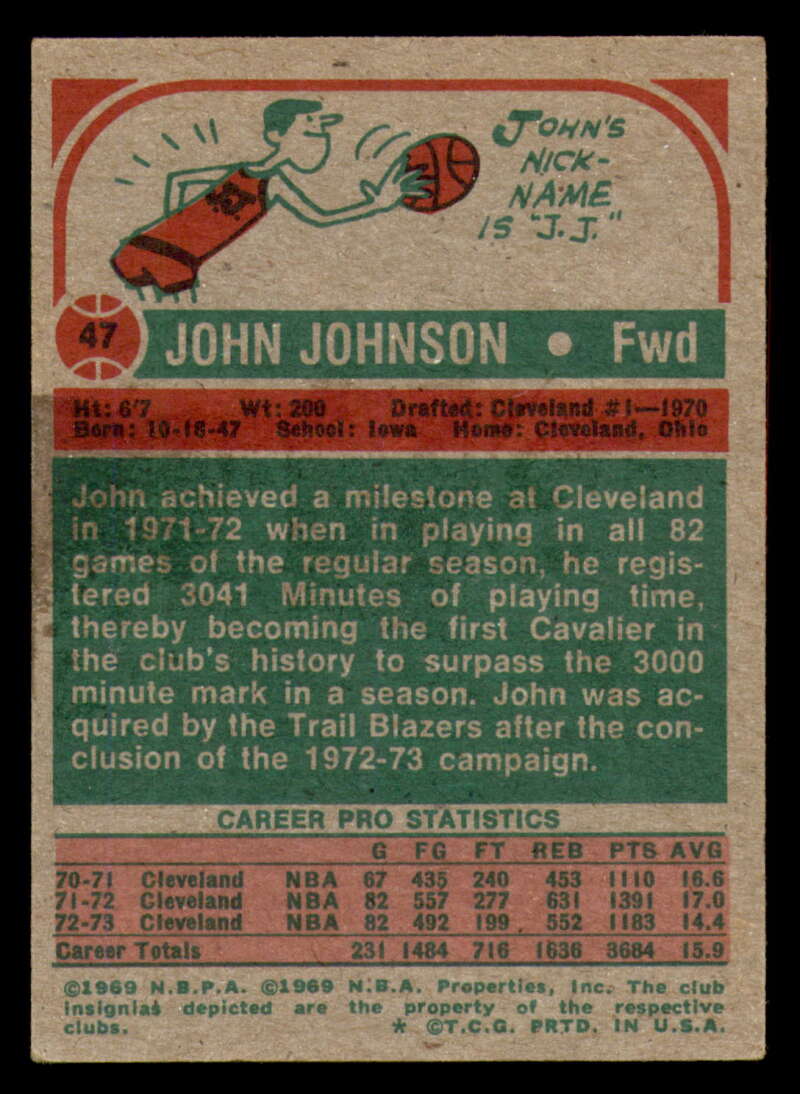 JOHN'S
NICK-
NAME
IS "J.J."
47 JOHN JOHNSON • Fwd
Ht: 6'7 Wt: 200 Drafted: Cleveland #1—1970
Born: 10-18-47 School: Iowa Home: Cleveland, Ohio
John achieved a milestone at Cleveland
in 1971-72 when in playing in all 82
games of the regular season, he regis-
tered 3041 Minutes of playing time,
thereby becoming the first Cavalier in
the club's history to surpass the 3000
minute mark in a season. John was ac-
quired by the Trail Blazers after the con-
clusion of the 1972-73 campaign.
CAREER PRO STATISTICS
G FG FT REB PTS AVG
70-71 Cleveland NBA 67 435 240 453 1110 16.6
71-72 Cleveland NBA 82 557 277 631 1391 17.0
72-73 Cleveland NBA 82 492 199 552 1183 14.4
Career Totals 231 1484 716 1636 3684 15.9
©1969 N.B.P.A. ©1969 N.B.A. Properties, Inc. The club
insignias depicted are the property of the respective
clubs. * ©T.C.G. PRTD. IN U.S.A.